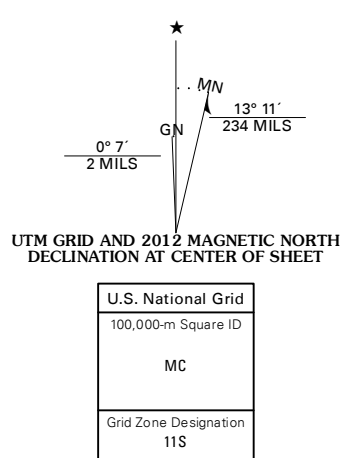 ★
MN
GN
13° 11´
234 MILS
0° 7´
2 MILS
UTM GRID AND 2012 MAGNETIC NORTH
DECLINATION AT CENTER OF SHEET
U.S. National Grid
100,000-m Square ID
MC
Grid Zone Designation
11S